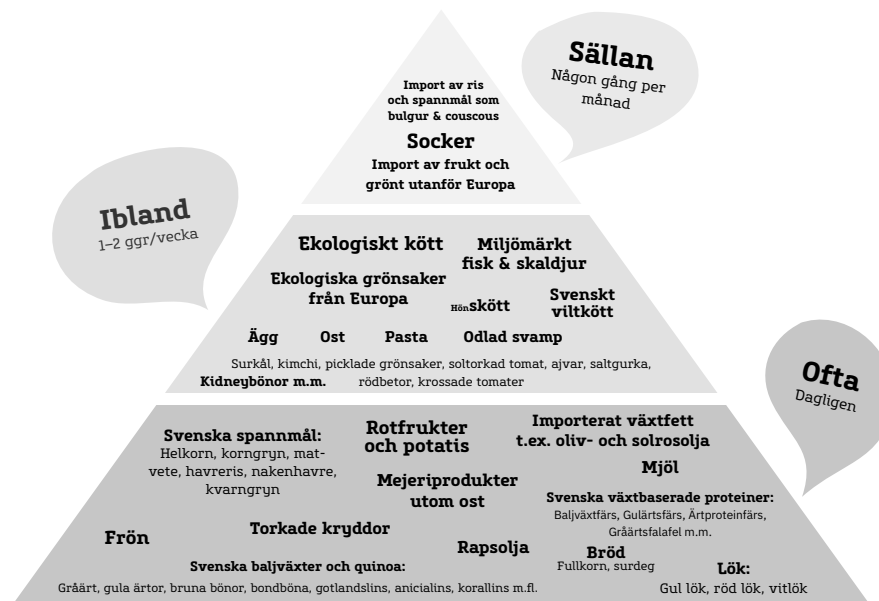 Sällan
Någon gång per
månad
Import av ris
och spannmål som
bulgur & couscous
Socker
Import av frukt och
grönt utanför Europa
Ibland
1–2 ggr/vecka
Ekologiskt kött
Miljömärkt
fisk & skaldjur
Ekologiska grönsaker
från Europa
Hönskött
Svenskt
viltkött
Ägg
Ost
Pasta
Odlad svamp
Surkål, kimchi, picklade grönsaker, soltorkad tomat, ajvar, saltgurka,
rödbetor, krossade tomater
Kidneybönor m.m.
Ofta
Dagligen
Svenska spannmål:
Helkorn, korngryn, mat-
vete, havreris, nakenhavre,
kvarngryn
Rotfrukter
och potatis
Importerat växtfett
t.ex. oliv- och solrosolja
Mjöl
Mejeriprodukter
utom ost
Svenska växtbaserade proteiner:
Baljväxtfärs, Gulärtsfärs, Ärtproteinfärs,
Gråärtsfalafel m.m.
Frön
Torkade kryddor
Rapsolja
Bröd
Fullkorn, surdeg
Svenska baljväxter och quinoa:
Gråärt, gula ärtor, bruna bönor, bondböna, gotlandslins, anicialins, korallins m.fl.
Lök:
Gul lök, röd lök, vitlök